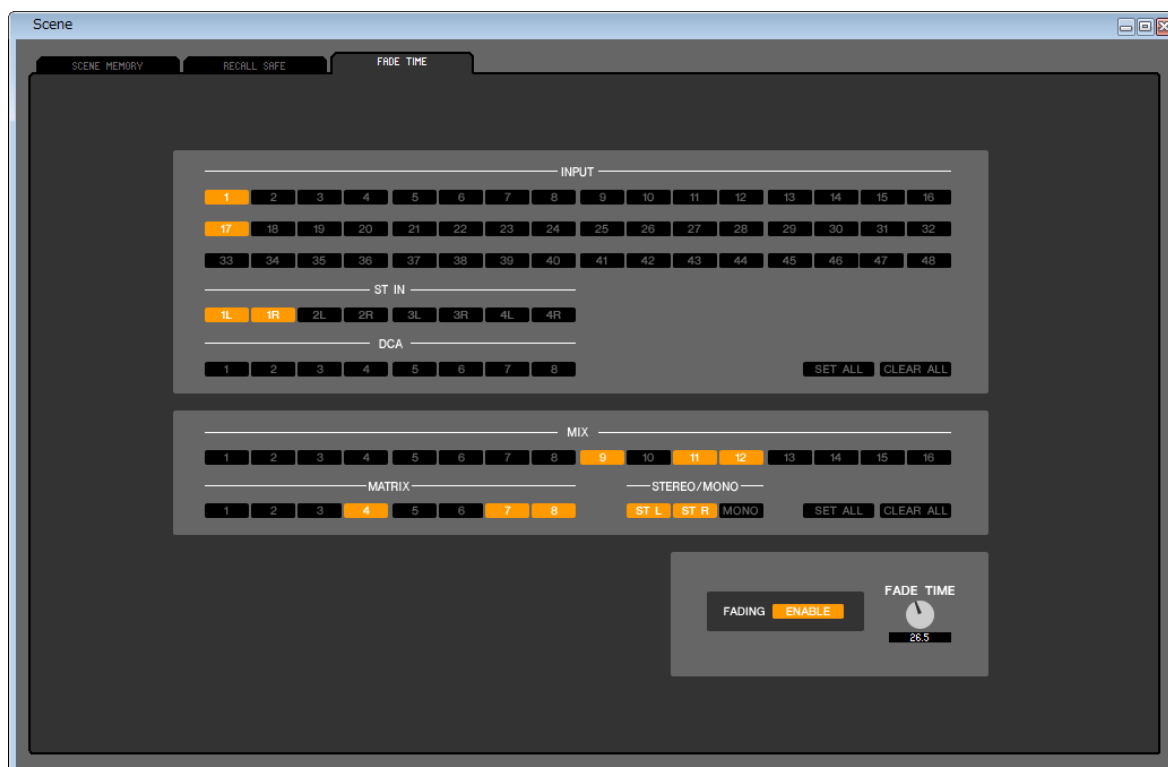 Scene
SCENE MEMORY RECALL SAFE FADE TIME
INPUT
1 2 3 4 5 6 7 8 9 10 11 12 13 14 15 16
17 18 19 20 21 22 23 24 25 26 27 28 29 30 31 32
33 34 35 36 37 38 39 40 41 42 43 44 45 46 47 48
ST IN
1L 1R 2L 2R 3L 3R 4L 4R
DCA
1 2 3 4 5 6 7 8 SET ALL CLEAR ALL
MIX
1 2 3 4 5 6 7 8 9 10 11 12 13 14 15 16
MATRIX STEREO/MONO
1 2 3 4 5 6 7 8 ST L ST R MONO SET ALL CLEAR ALL
FADE TIME
FADING ENABLE
26.5